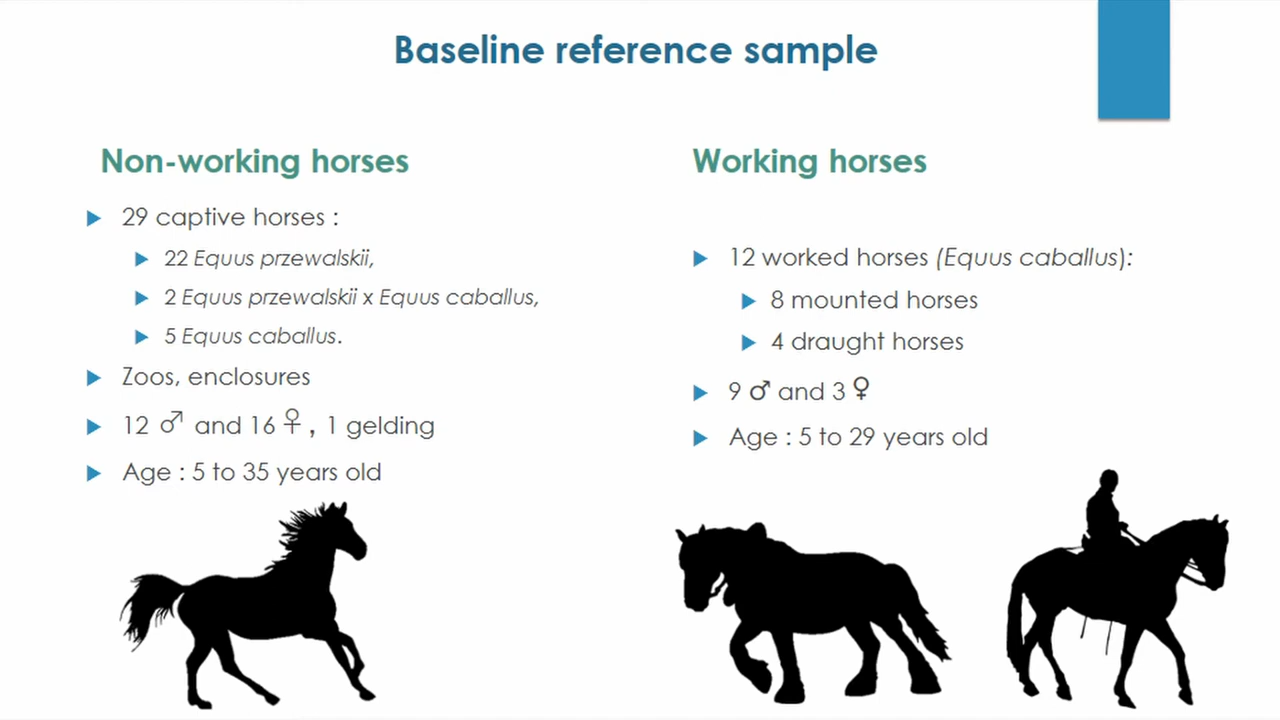 Baseline reference sample
Non-working horses
29 captive horses :
22 Equus przewalskii,
2 Equus przewalskii x Equus caballus,
5 Equus caballus.
Zoos, enclosures
12 ♂ and 16 ♀ , 1 gelding
Age : 5 to 35 years old
Working horses
12 worked horses (Equus caballus):
8 mounted horses
4 draught horses
9 ♂ and 3 ♀
Age : 5 to 29 years old